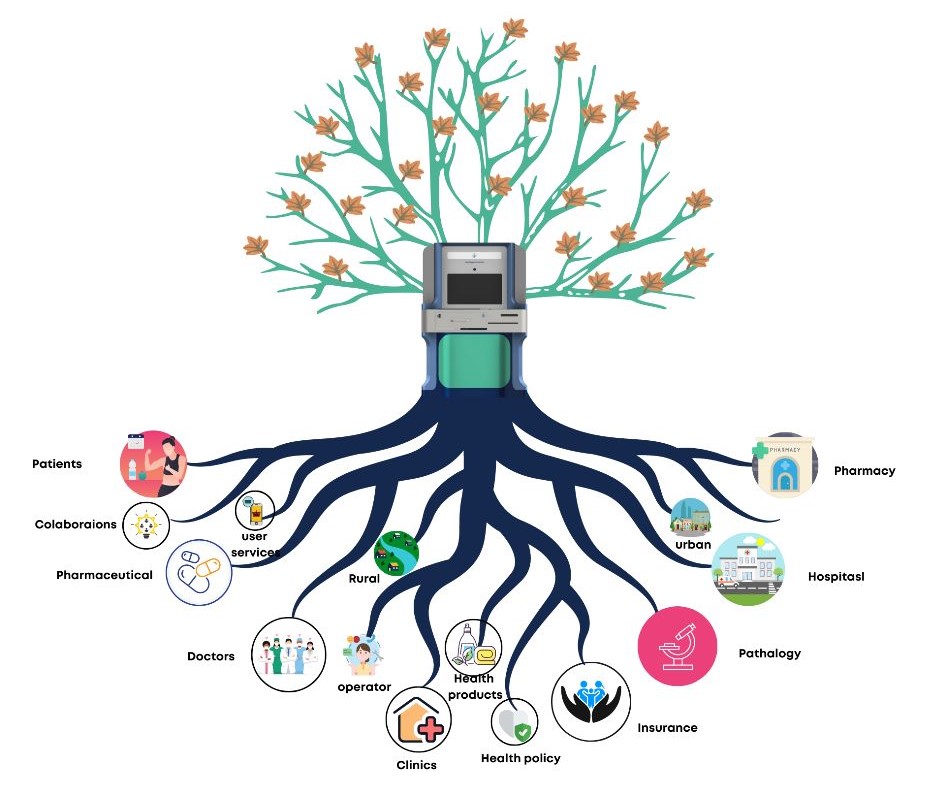 Patients
PHARMACY
Pharmacy
Colaboraions
user
services
urban
Pharmaceutical
Rural
Hospitasl
Doctors
operator
Health
products
Pathalogy
Insurance
Clinics
Health policy